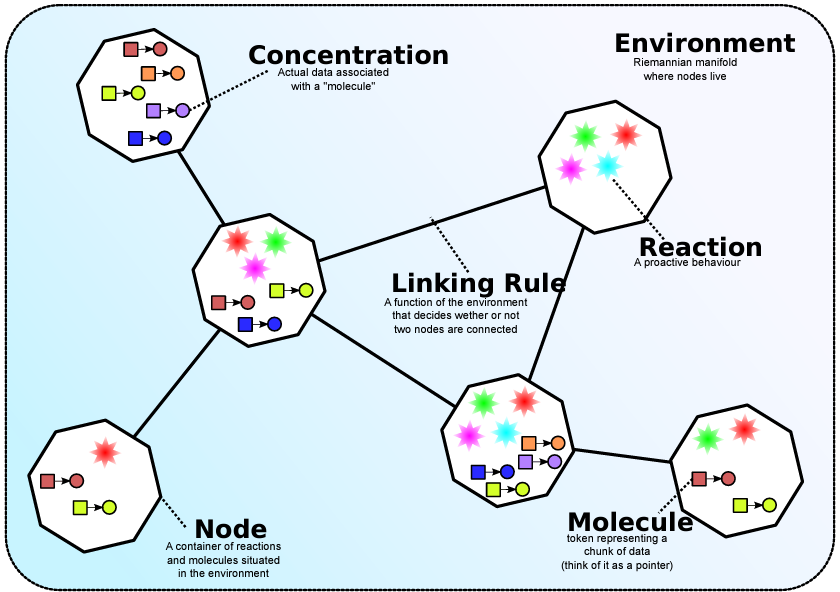 Concentration
Actual data associated
with a "molecule"
Environment
Riemannian manifold
where nodes live
Reaction
A proactive behaviour
Linking Rule
A function of the environment
that decides wether or not
two nodes are connected
Node
A container of reactions
and molecules situated
in the environment
Molecule
token representing a
chunk of data
(think of it as a pointer)